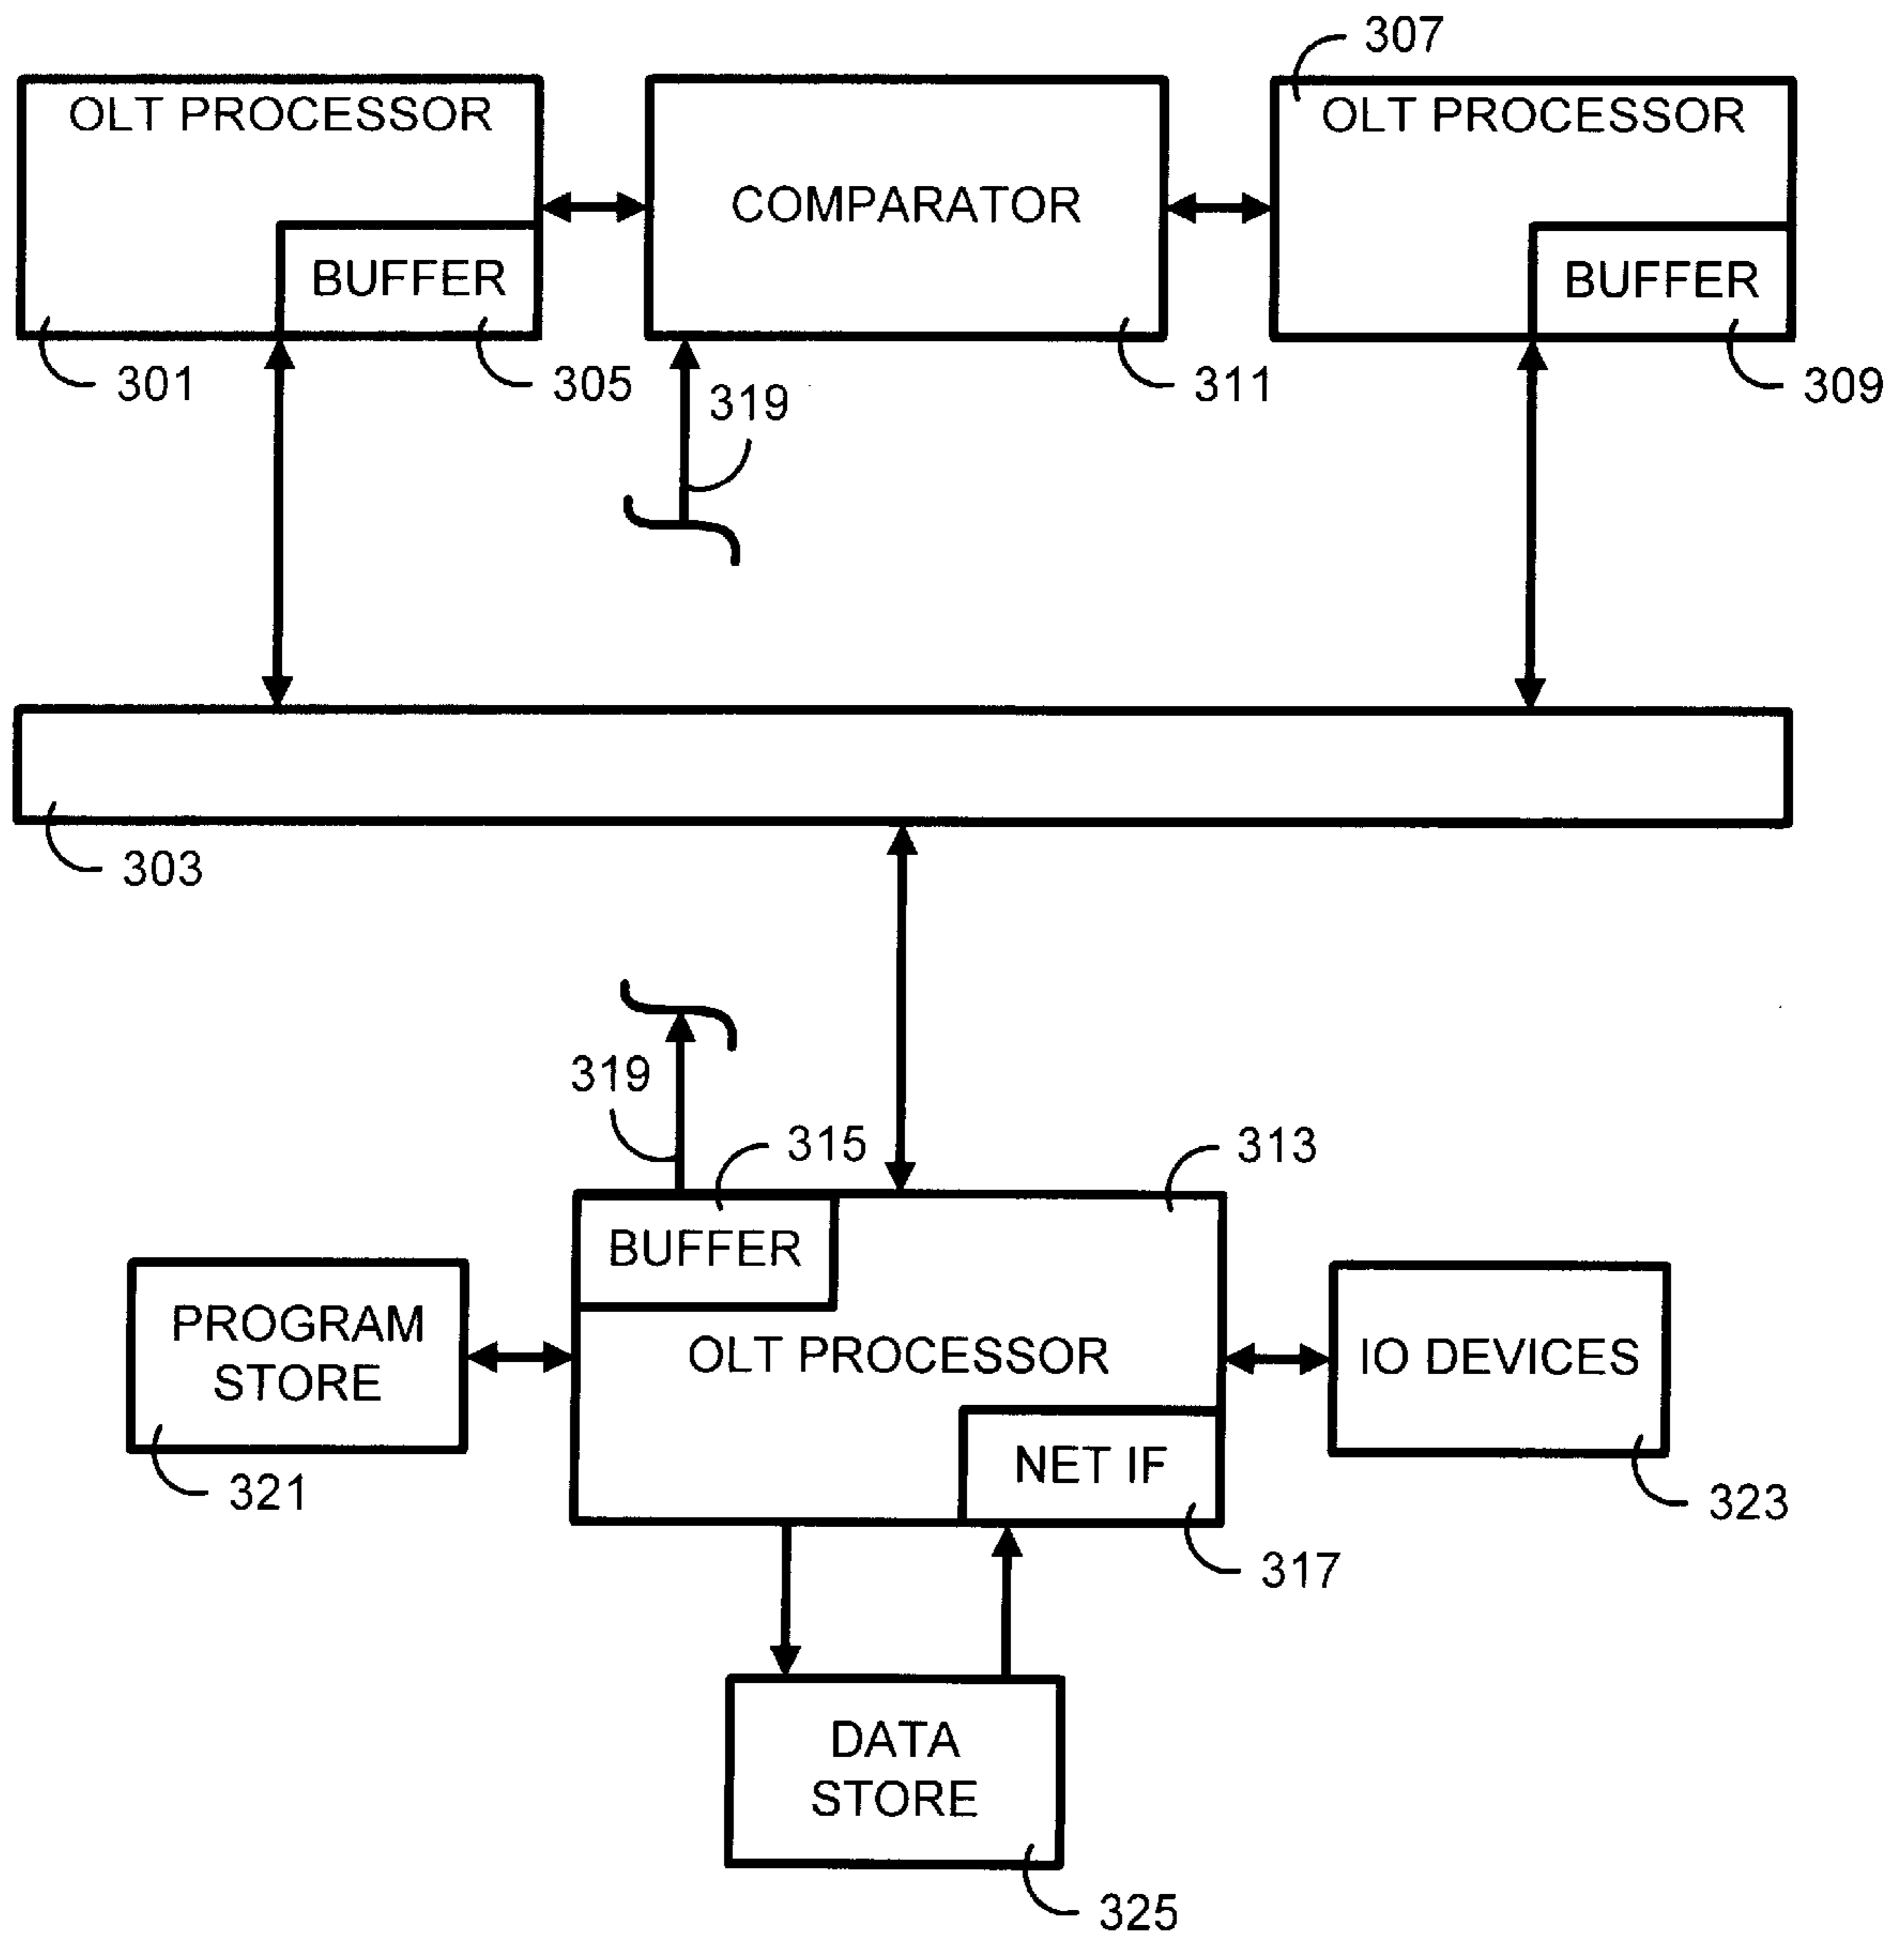 307
OLT PROCESSOR
COMPARATOR
OLT PROCESSOR
BUFFER
BUFFER
301
305
319
311
309
303
319
315
313
BUFFER
PROGRAM
STORE
OLT PROCESSOR
IO DEVICES
NET IF
321
323
317
DATA
STORE
325